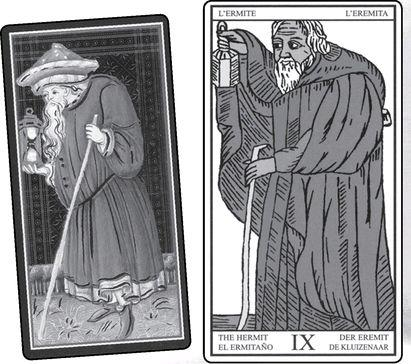 L'ERMITE L'EREMITA
THE HERMIT IX DER EREMIT
EL ERMITAÑO DE KLUIZENAAR